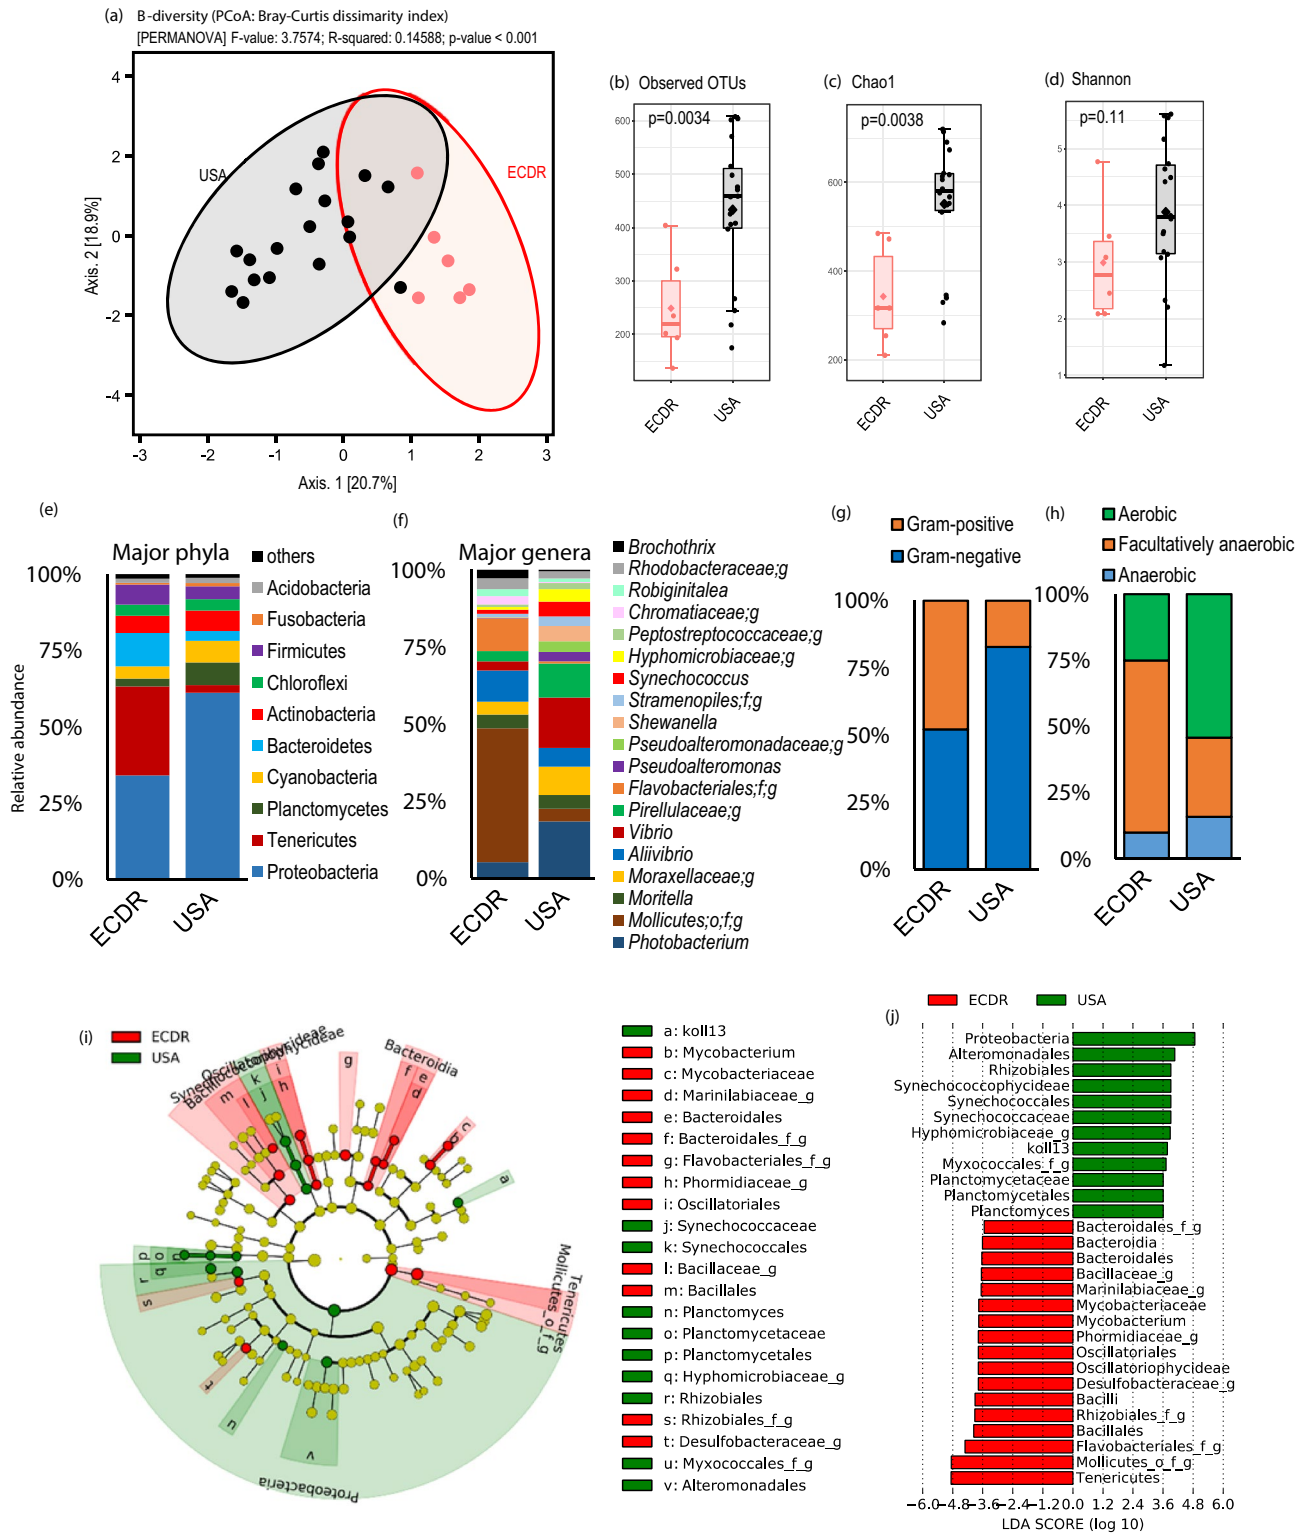 (a) B-diversity (PCoA: Bray-Curtis dissimarity index)
[PERMANOVA] F-value: 3.7574; R-squared: 0.14588; p-value < 0.001
4
2
0
-2
-4
Axis. 2 [18.9%]
USA
ECDR
-3 -2 -1 0 1 2 3
Axis. 1 [20.7%]
(b) Observed OTUs
p=0.0034
600
500
400
300
200
ECDR USA
(c) Chao1
p=0.0038
600
400
200
ECDR USA
(d) Shannon
p=0.11
5
4
3
2
1
ECDR USA
(e)
Major phyla
100%
75%
50%
25%
0%
Relative abundance
ECDR USA
others
Acidobacteria
Fusobacteria
Firmicutes
Chloroflexi
Actinobacteria
Bacteroidetes
Cyanobacteria
Planctomycetes
Tenericutes
Proteobacteria
(f)
Major genera
100%
75%
50%
25%
0%
ECDR USA
Brochothrix
Rhodobacteraceae;g
Robiginitalea
Chromatiaceae;g
Peptostreptococcaceae;g
Hyphomicrobiaceae;g
Synechococcus
Stramenopiles;f;g
Shewanella
Pseudoalteromonadaceae;g
Pseudoalteromonas
Flavobacteriales;f;g
Pirellulaceae;g
Vibrio
Aliivibrio
Moraxellaceae;g
Moritella
Mollicutes;o;f;g
Photobacterium
(g)
Gram-positive
Gram-negative
100%
75%
50%
25%
0%
ECDR USA
(h)
Aerobic
Facultatively anaerobic
Anaerobic
100%
75%
50%
25%
0%
ECDR USA
(i)
ECDR
USA
Oscillatoriophycideae
Synechococcophycideae
Bacilli
Bacteroidia
m l k j i h g f e d c b a
p o n r q s t u v
Tenericutes
Mollicutes_o_f_g
Proteobacteria
a: koll13
b: Mycobacterium
c: Mycobacteriaceae
d: Marinilabiaceae_g
e: Bacteroidales
f: Bacteroidales_f_g
g: Flavobacteriales_f_g
h: Phormidiaceae_g
i: Oscillatoriales
j: Synechococcaceae
k: Synechococcales
l: Bacillaceae_g
m: Bacillales
n: Planctomyces
o: Planctomycetaceae
p: Planctomycetales
q: Hyphomicrobiaceae_g
r: Rhizobiales
s: Rhizobiales_f_g
t: Desulfobacteraceae_g
u: Myxococcales_f_g
v: Alteromonadales
(j)
ECDR USA
Proteobacteria
Alteromonadales
Rhizobiales
Synechococcophycideae
Synechococcales
Synechococcaceae
Hyphomicrobiaceae_g
koll13
Myxococcales_f_g
Planctomycetaceae
Planctomycetales
Planctomyces
Bacteroidales_f_g
Bacteroidia
Bacteroidales
Bacillaceae_g
Marinilabiaceae_g
Mycobacteriaceae
Mycobacterium
Phormidiaceae_g
Oscillatoriales
Oscillatoriophycideae
Desulfobacteraceae_g
Bacilli
Rhizobiales_f_g
Bacillales
Flavobacteriales_f_g
Mollicutes_o_f_g
Tenericutes
−6.0 −4.8 −3.6 −2.4 −1.2 0.0 1.2 2.4 3.6 4.8 6.0
LDA SCORE (log 10)